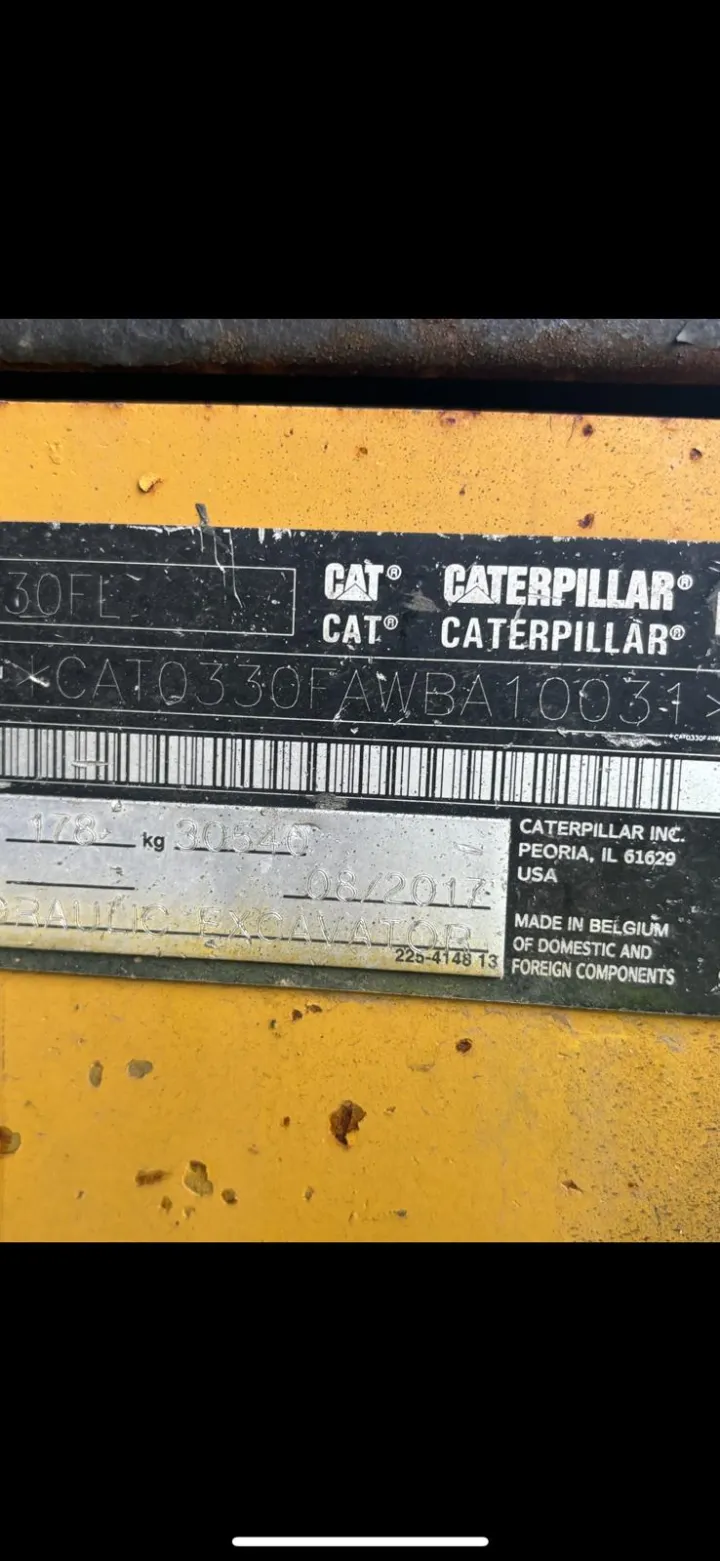 30FL
CAT® CATERPILLAR®
CAT® CATERPILLAR®
*CAT0330FAWBA10031*
178 kg 30546
08/2017
DRAULIC EXCAVATOR
225-4148 13
CATERPILLAR INC.
PEORIA, IL 61629
USA
MADE IN BELGIUM
OF DOMESTIC AND
FOREIGN COMPONENTS